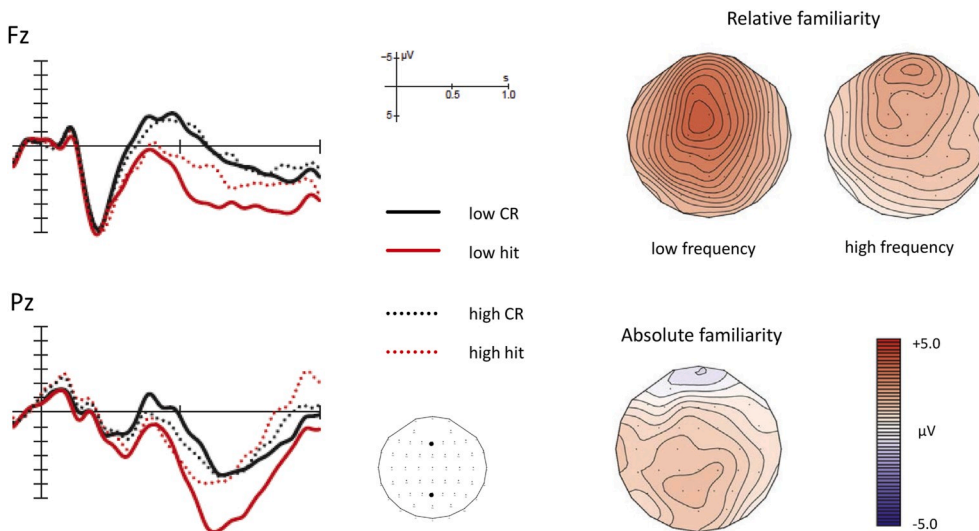 Fz
−5
μV
s
0.5
1.0
5
low CR
low hit
Pz
high CR
high hit
Relative familiarity
low frequency
high frequency
Absolute familiarity
+5.0
μV
-5.0